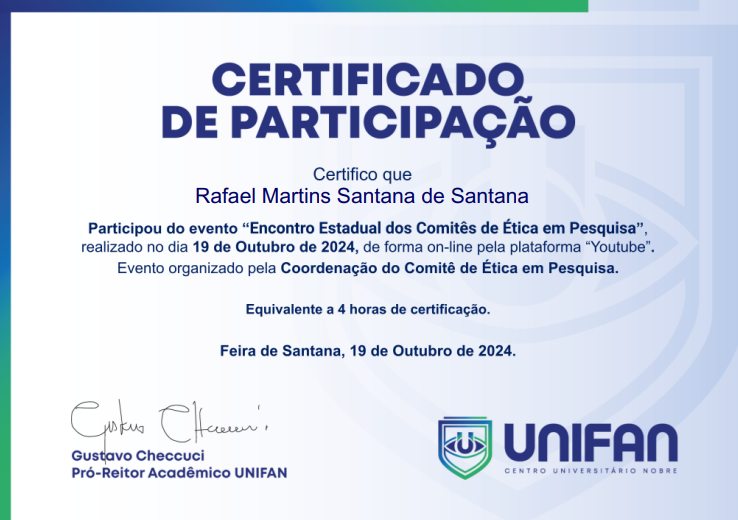 CERTIFICADO
DE PARTICIPAÇÃO
Certifico que
Rafael Martins Santana de Santana
Participou do evento “Encontro Estadual dos Comitês de Ética em Pesquisa”,
realizado no dia 19 de Outubro de 2024, de forma on-line pela plataforma “Youtube”.
Evento organizado pela Coordenação do Comitê de Ética em Pesquisa.
Equivalente a 4 horas de certificação.
Feira de Santana, 19 de Outubro de 2024.
Gustavo Checcuci
Gustavo Checcuci
Pró-Reitor Acadêmico UNIFAN
U
UNIFAN
CENTRO UNIVERSITÁRIO NOBRE